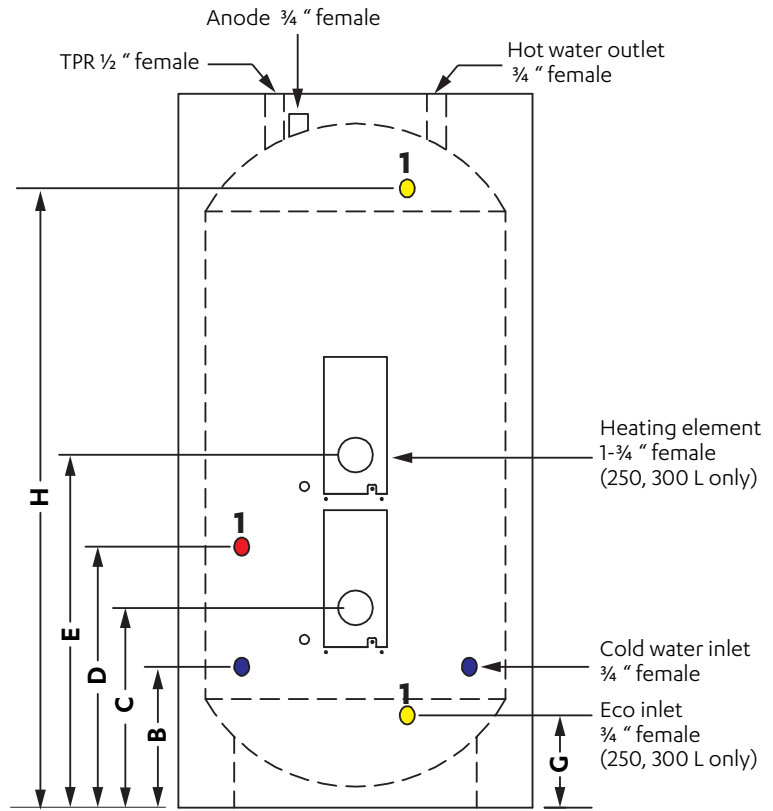 Anode ¾ “ female
TPR ½ “ female
Hot water outlet
¾ “ female
1
H
Heating element
1-¾ “ female
(250, 300 L only)
1
E
D
C
B
Cold water inlet
¾ “ female
1
Eco inlet
¾ “ female
(250, 300 L only)
G